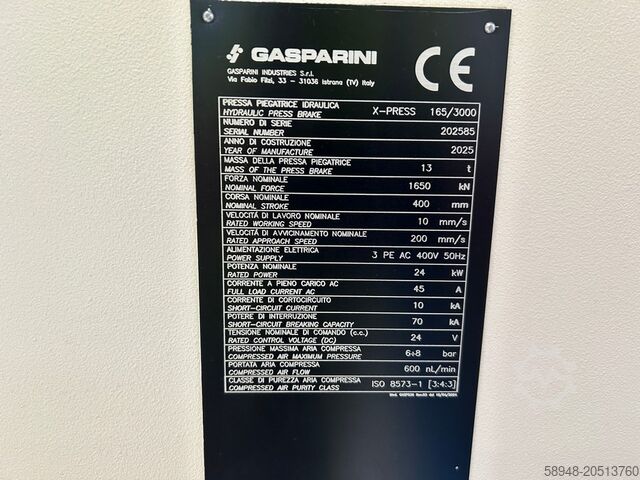 GASPARINI
CE
GASPARINI INDUSTRIES S.r.l.
Via Fabio Filzi, 33 - 31036 Istrana (TV) Italy
PRESSA PIEGATRICE IDRAULICA
HYDRAULIC PRESS BRAKE X-PRESS 165/3000
NUMERO DI SERIE
SERIAL NUMBER 202585
ANNO DI COSTRUZIONE
YEAR OF MANUFACTURE 2025
MASSA DELLA PRESSA PIEGATRICE
MASS OF THE PRESS BRAKE 13 t
FORZA NOMINALE
NOMINAL FORCE 1650 kN
CORSA NOMINALE
NOMINAL STROKE 400 mm
VELOCITÁ DI LAVORO NOMINALE
RATED WORKING SPEED 10 mm/s
VELOCITÁ DI AVVICINAMENTO NOMINALE
RATED APPROACH SPEED 200 mm/s
ALIMENTAZIONE ELETTRICA
POWER SUPPLY 3 PE AC 400V 50Hz
POTENZA NOMINALE
RATED POWER 24 kW
CORRENTE A PIENO CARICO AC
FULL LOAD CURRENT AC 45 A
CORRENTE DI CORTOCIRCUITO
SHORT-CIRCUIT CURRENT 10 kA
POTERE DI INTERRUZIONE
SHORT-CIRCUIT BREAKING CAPACITY 70 kA
TENSIONE NOMINALE DI COMANDO (c.c.)
RATED CONTROL VOLTAGE (DC) 24 V
PRESSIONE MASSIMA ARIA COMPRESSA
COMPRESSED AIR MAXIMUM PRESSURE 6÷8 bar
PORTATA ARIA COMPRESSA
COMPRESSED AIR FLOW 600 nL/min
CLASSE DI PUREZZA ARIA COMPRESSA
COMPRESSED AIR PURITY CLASS ISO 8573-1 [3:4:3]
58948-20513760